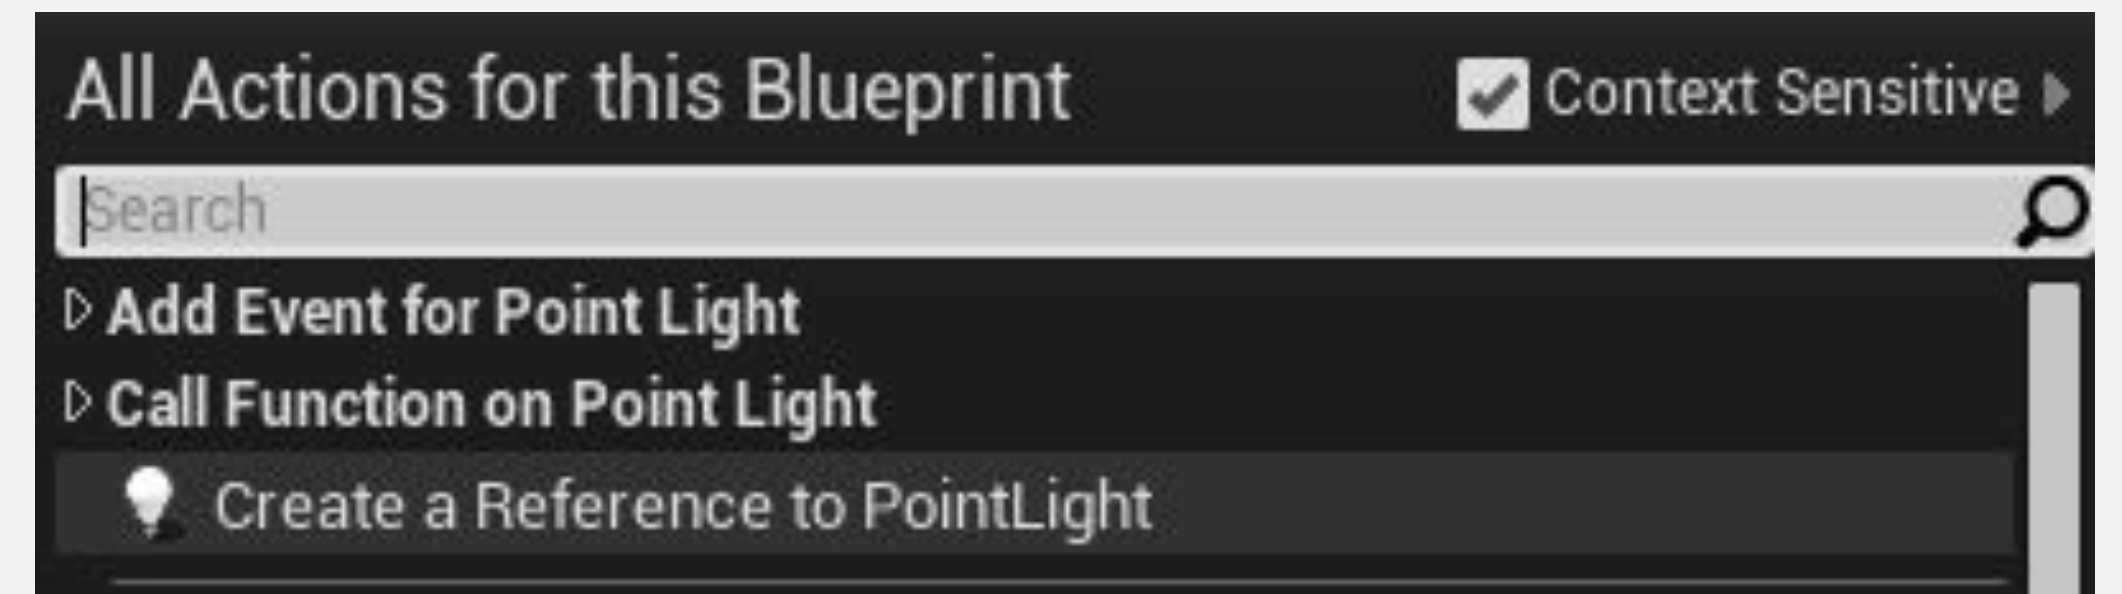 All Actions for this Blueprint Context Sensitive
Search
Add Event for Point Light
Call Function on Point Light
Create a Reference to PointLight